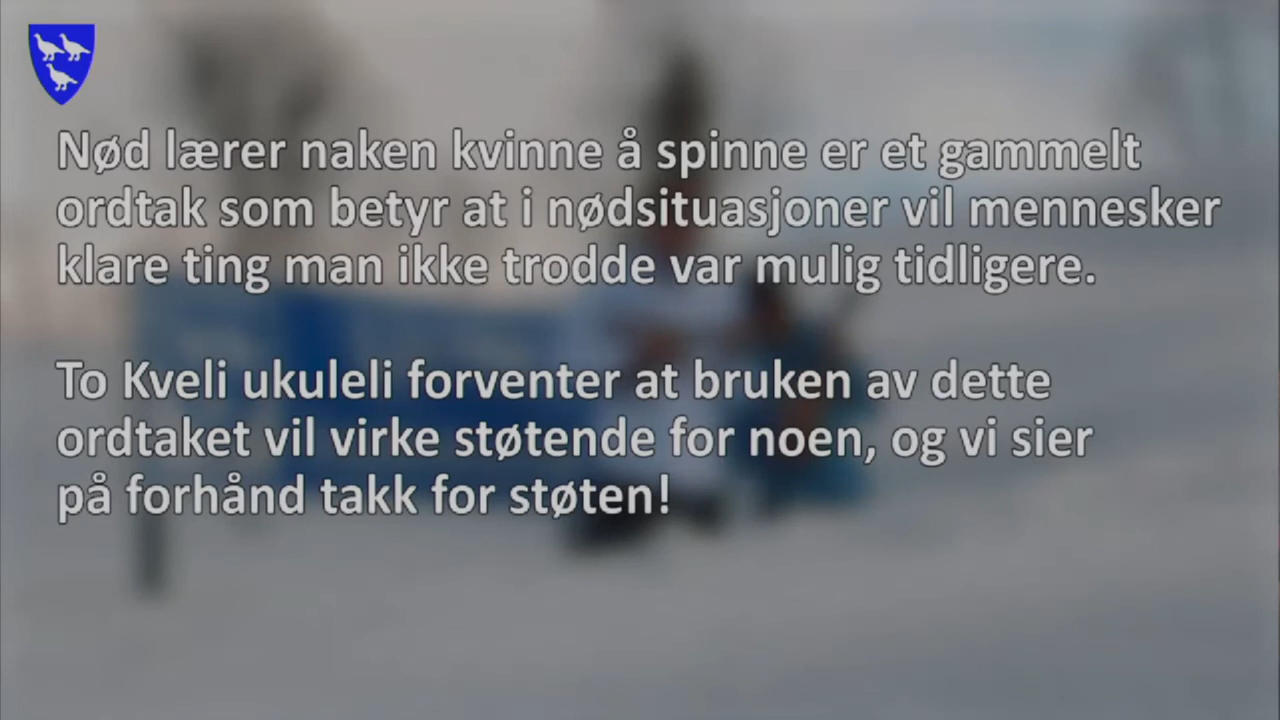 Nød lærer naken kvinne å spinne er et gammelt
ordtak som betyr at i nødsituasjoner vil mennesker
klare ting man ikke trodde var mulig tidligere.
To Kveli ukuleli forventer at bruken av dette
ordtaket vil virke støtende for noen, og vi sier
på forhånd takk for støten!